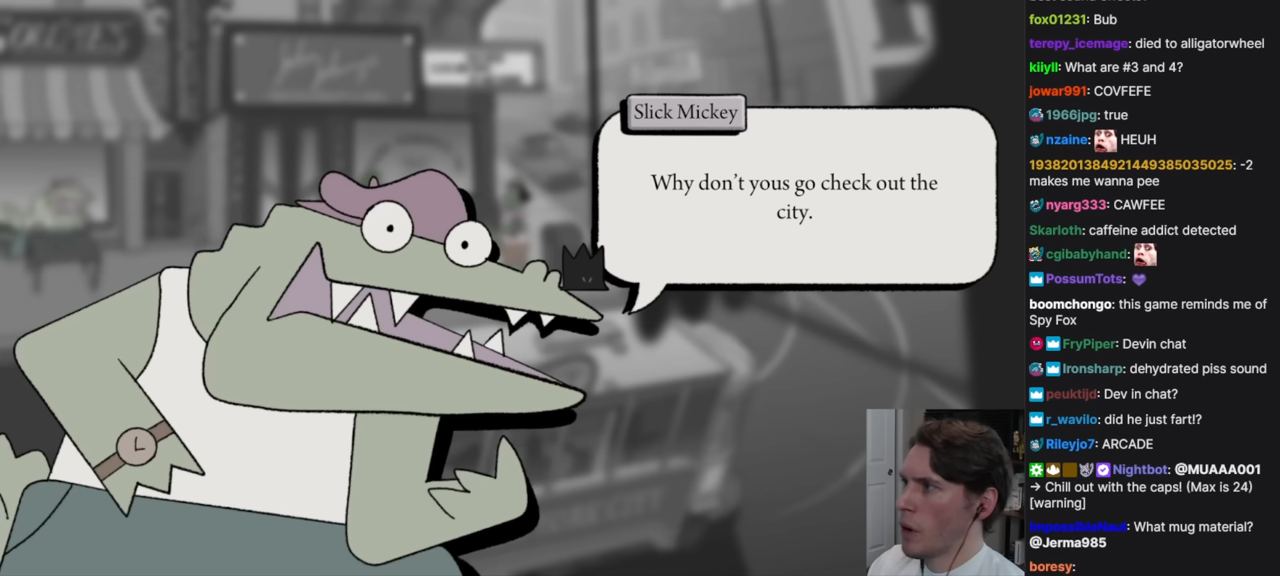 Slick Mickey
Why don't yous go check out the
city.
fox01231: Bub
terepy_icemage: died to alligatorwheel
kiiyll: What are #3 and 4?
jowar991: COVFEFE
1966jpg: true
nzaine: HEUH
1938201384921449385035025: -2
makes me wanna pee
nyarg333: CAWFEE
Skarloth: caffeine addict detected
cgibabyhand:
PossumTots:
boomchongo: this game reminds me of
Spy Fox
FryPiper: Devin chat
Ironsharp: dehydrated piss sound
peuktijd: Dev in chat?
r_wavilo: did he just fart!?
Rileyjo7: ARCADE
Nightbot: @MUAAA001
→ Chill out with the caps! (Max is 24)
[warning]
ImpossibleNaut: What mug material?
@Jerma985
boresy: